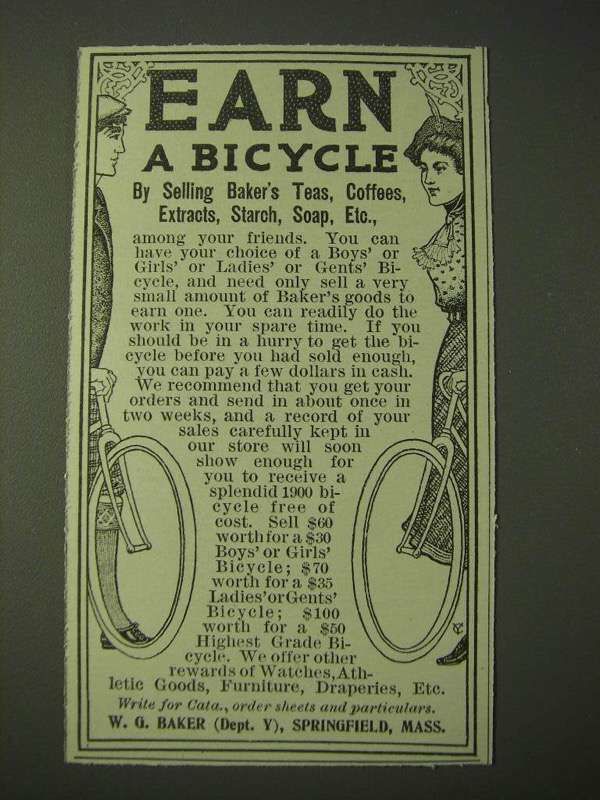 EARN
A BICYCLE
By Selling Baker's Teas, Coffees,
Extracts, Starch, Soap, Etc.,
among your friends. You can
have your choice of a Boys' or
Girls' or Ladies' or Gents' Bi-
cycle, and need only sell a very
small amount of Baker's goods to
earn one. You can readily do the
work in your spare time. If you
should be in a hurry to get the bi-
cycle before you had sold enough,
you can pay a few dollars in cash.
We recommend that you get your
orders and send in about once in
two weeks, and a record of your
sales carefully kept in
our store will soon
show enough for
you to receive a
splendid 1900 bi-
cycle free of
cost. Sell $60
worth for a $30
Boys' or Girls'
Bicycle; $70
worth for a $35
Ladies' or Gents'
Bicycle; $100
worth for a $50
Highest Grade Bi-
cycle. We offer other
rewards of Watches, Ath-
letic Goods, Furniture, Draperies, Etc.
Write for Cata., order sheets and particulars.
W. G. BAKER (Dept. Y), SPRINGFIELD, MASS.